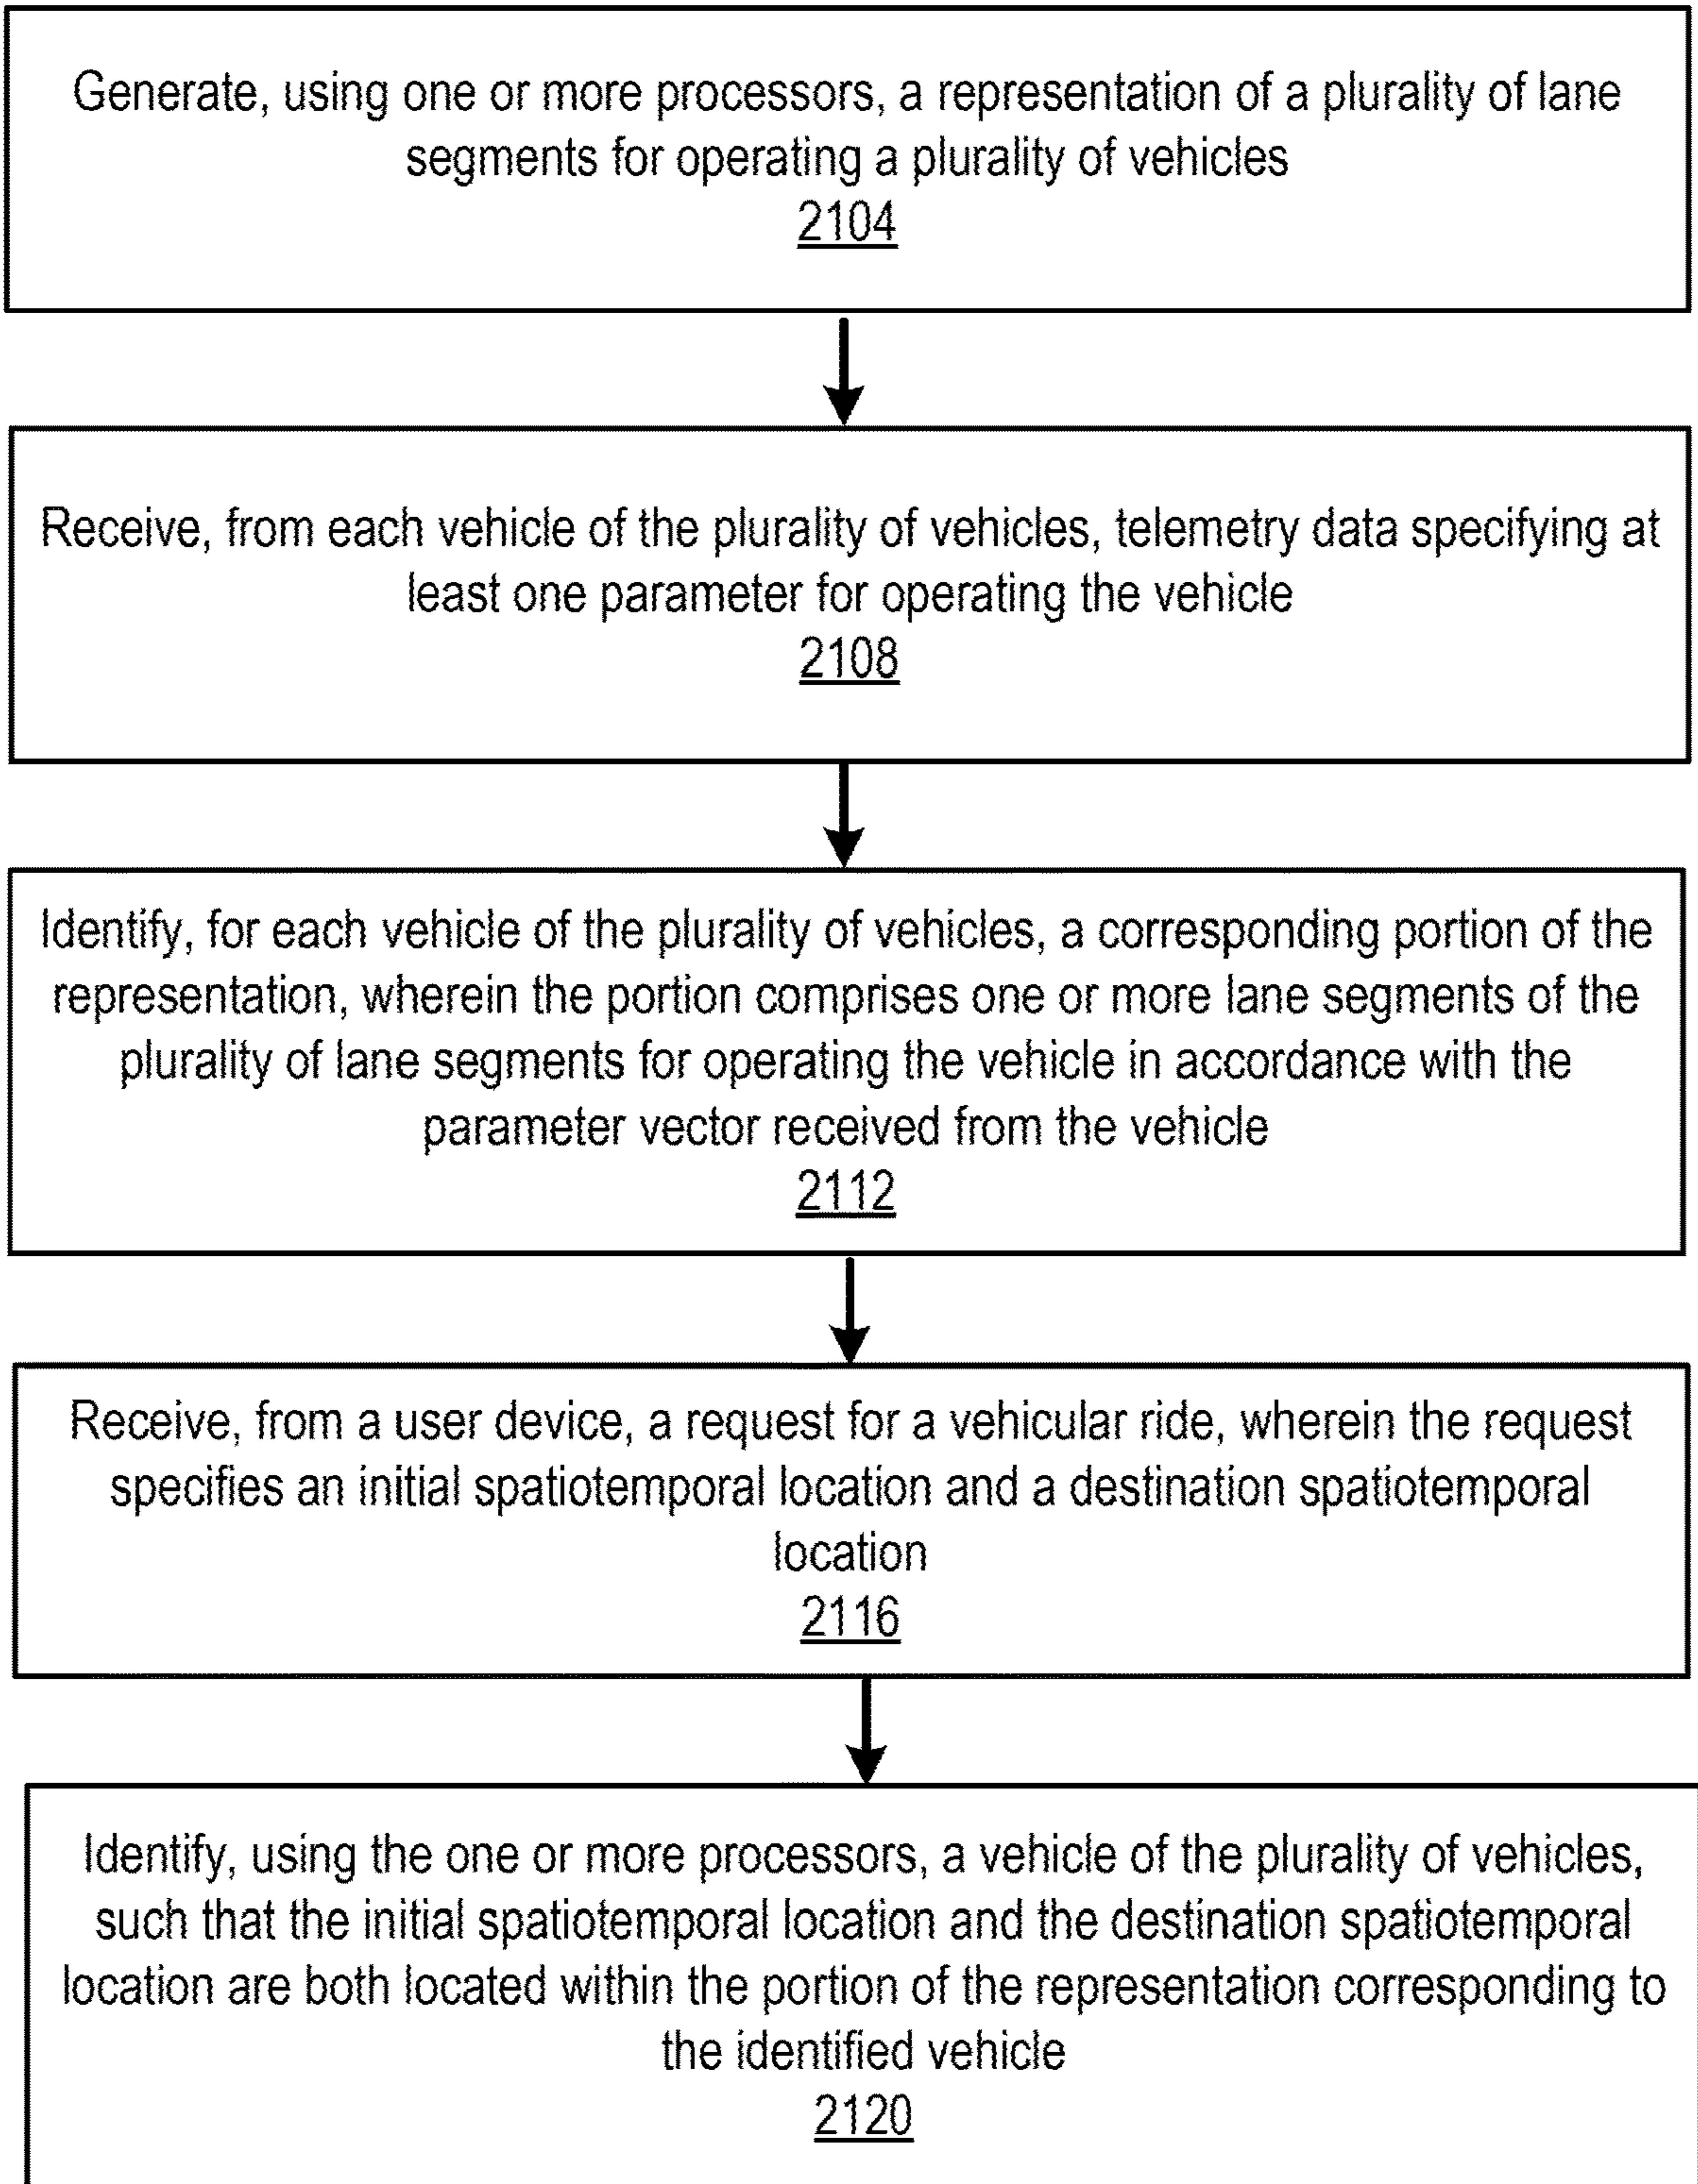 Generate, using one or more processors, a representation of a plurality of lane
segments for operating a plurality of vehicles
2104
Receive, from each vehicle of the plurality of vehicles, telemetry data specifying at
least one parameter for operating the vehicle
2108
Identify, for each vehicle of the plurality of vehicles, a corresponding portion of the
representation, wherein the portion comprises one or more lane segments of the
plurality of lane segments for operating the vehicle in accordance with the
parameter vector received from the vehicle
2112
Receive, from a user device, a request for a vehicular ride, wherein the request
specifies an initial spatiotemporal location and a destination spatiotemporal
location
2116
Identify, using the one or more processors, a vehicle of the plurality of vehicles,
such that the initial spatiotemporal location and the destination spatiotemporal
location are both located within the portion of the representation corresponding to
the identified vehicle
2120